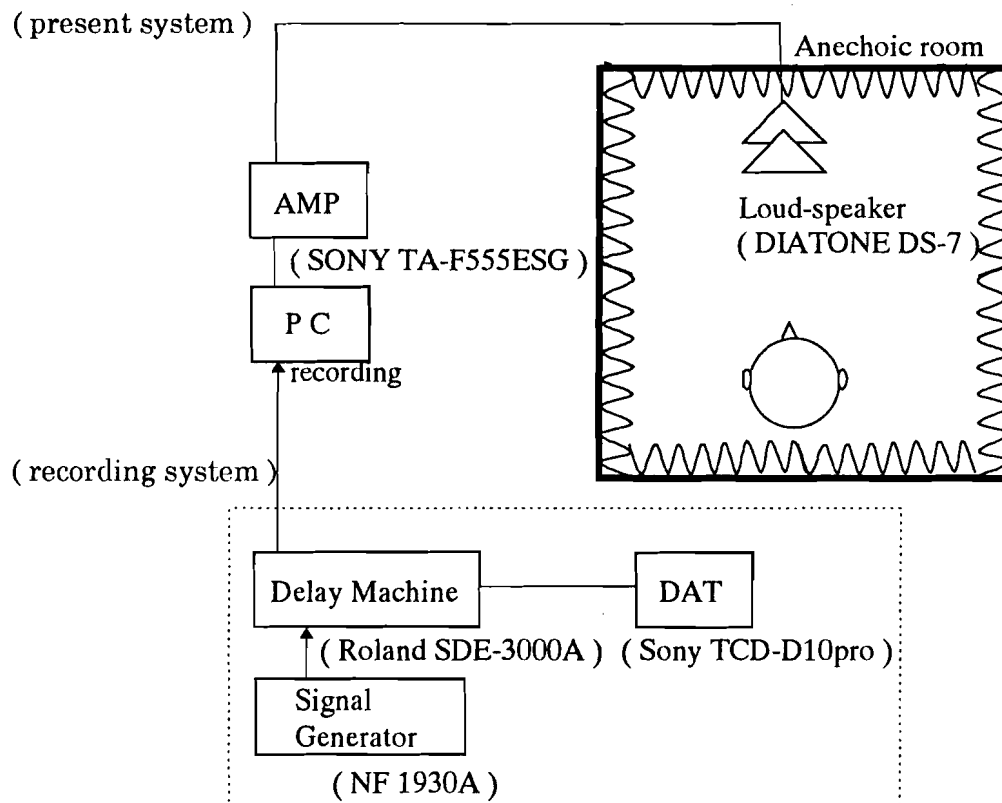 ( present system )
Anechoic room
AMP
Loud-speaker
( DIATONE DS-7 )
( SONY TA-F555ESG )
P C
recording
( recording system )
Delay Machine
DAT
( Roland SDE-3000A )
( Sony TCD-D10pro )
Signal
Generator
( NF 1930A )